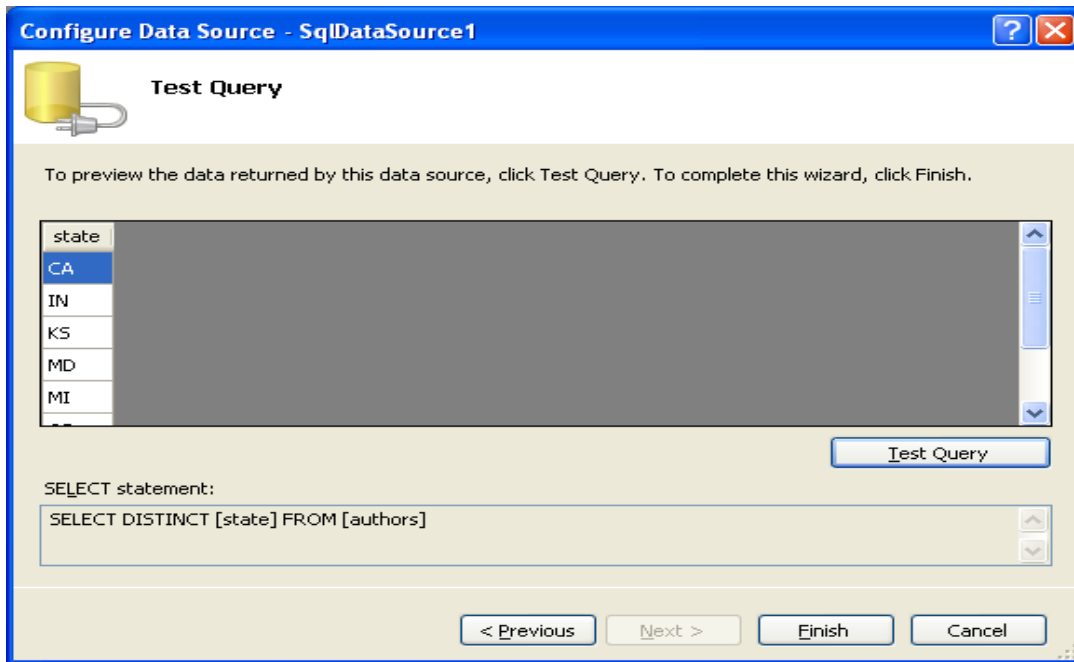 Configure Data Source - SqlDataSource1
Test Query
To preview the data returned by this data source, click Test Query. To complete this wizard, click Finish.
state
CA
IN
KS
MD
MI
Test Query
SELECT statement:
SELECT DISTINCT [state] FROM [authors]
< Previous Next > Finish Cancel